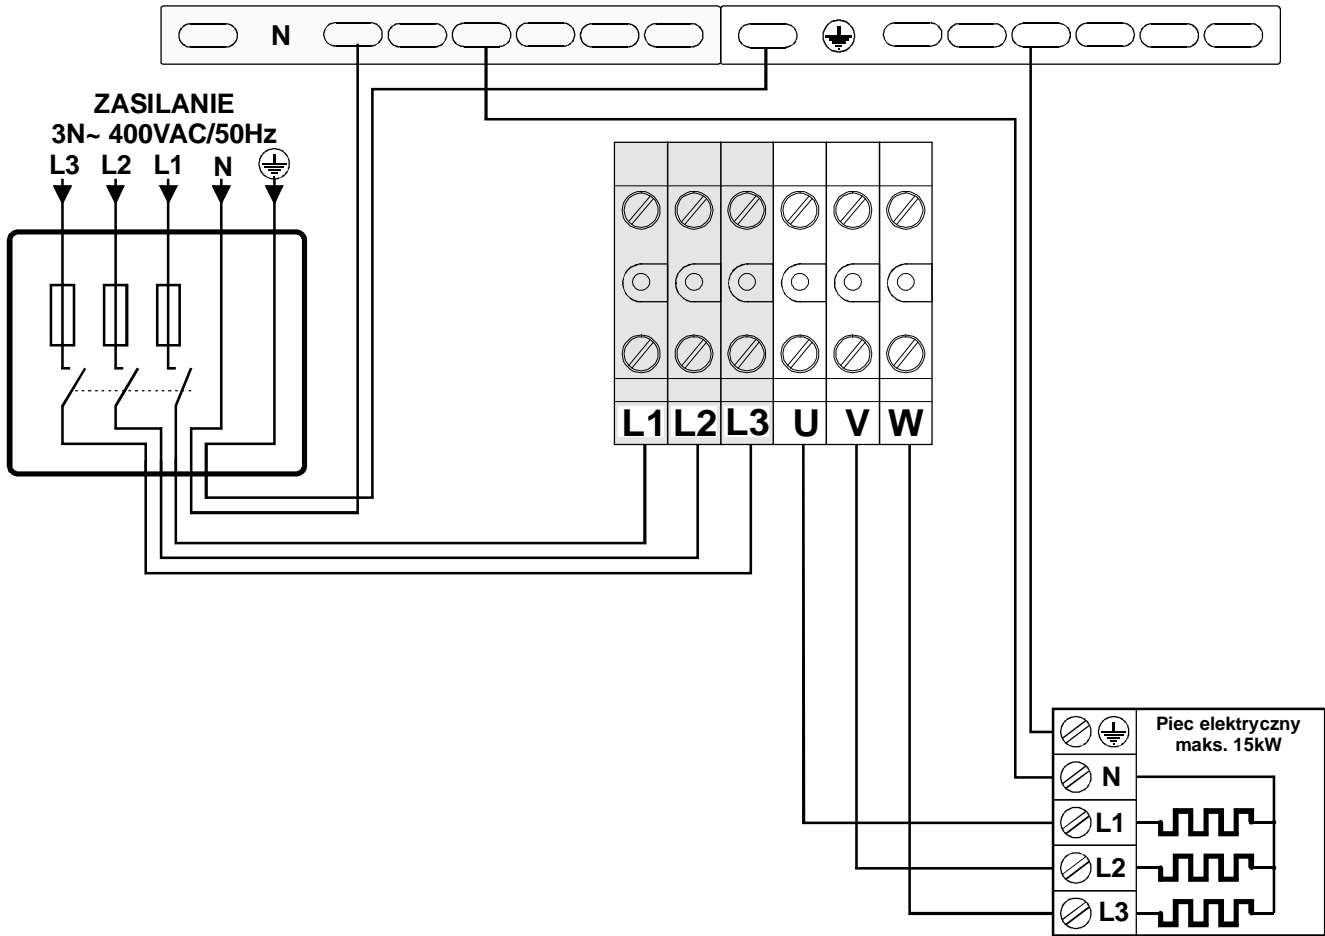 N
ZASILANIE
3N~ 400VAC/50Hz
L3 L2 L1 N
L1 L2 L3 U V W
Piec elektryczny
maks. 15kW
N
L1
L2
L3